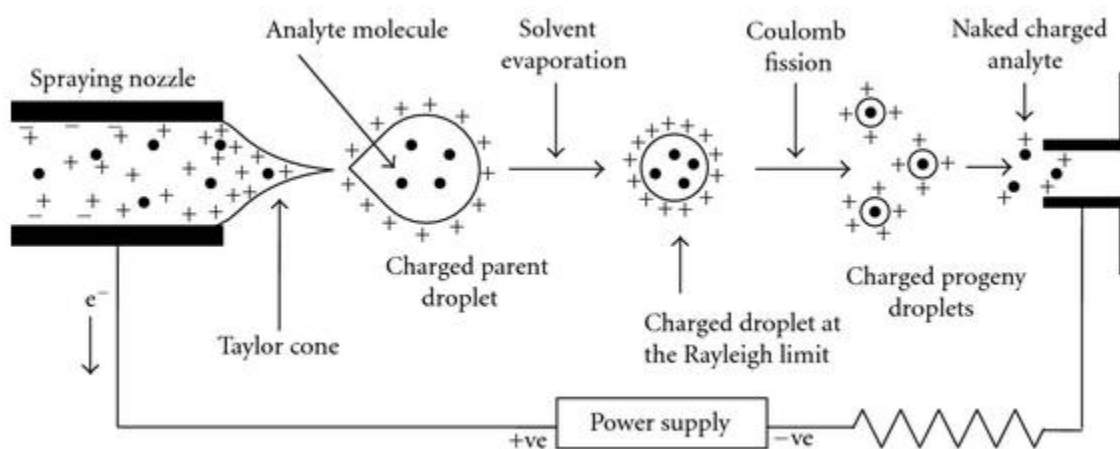 Analyte molecule
Solvent
evaporation
Coulomb
fission
Naked charged
analyte
Spraying nozzle
Charged parent
droplet
Charged progeny
droplets
e−
Taylor cone
Charged droplet at
the Rayleigh limit
+ve
Power supply
−ve